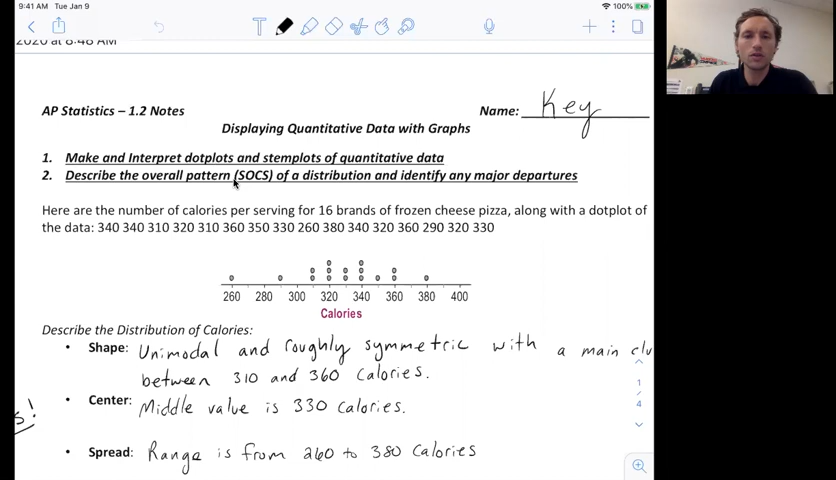 9:41 AM Tue Jan 9
100%
2020 at 8:48 AM
AP Statistics – 1.2 Notes
Name: Key
Displaying Quantitative Data with Graphs
1. Make and Interpret dotplots and stemplots of quantitative data
2. Describe the overall pattern (SOCS) of a distribution and identify any major departures
Here are the number of calories per serving for 16 brands of frozen cheese pizza, along with a dotplot of
the data: 340 340 310 320 310 360 350 330 260 380 340 320 360 290 320 330
260 280 300 320 340 360 380 400
Calories
Describe the Distribution of Calories:
• Shape: Unimodal and roughly symmetric with a main clu
between 310 and 360 calories.
s!
• Center: Middle value is 330 calories.
• Spread: Range is from 260 to 380 calories
1
4